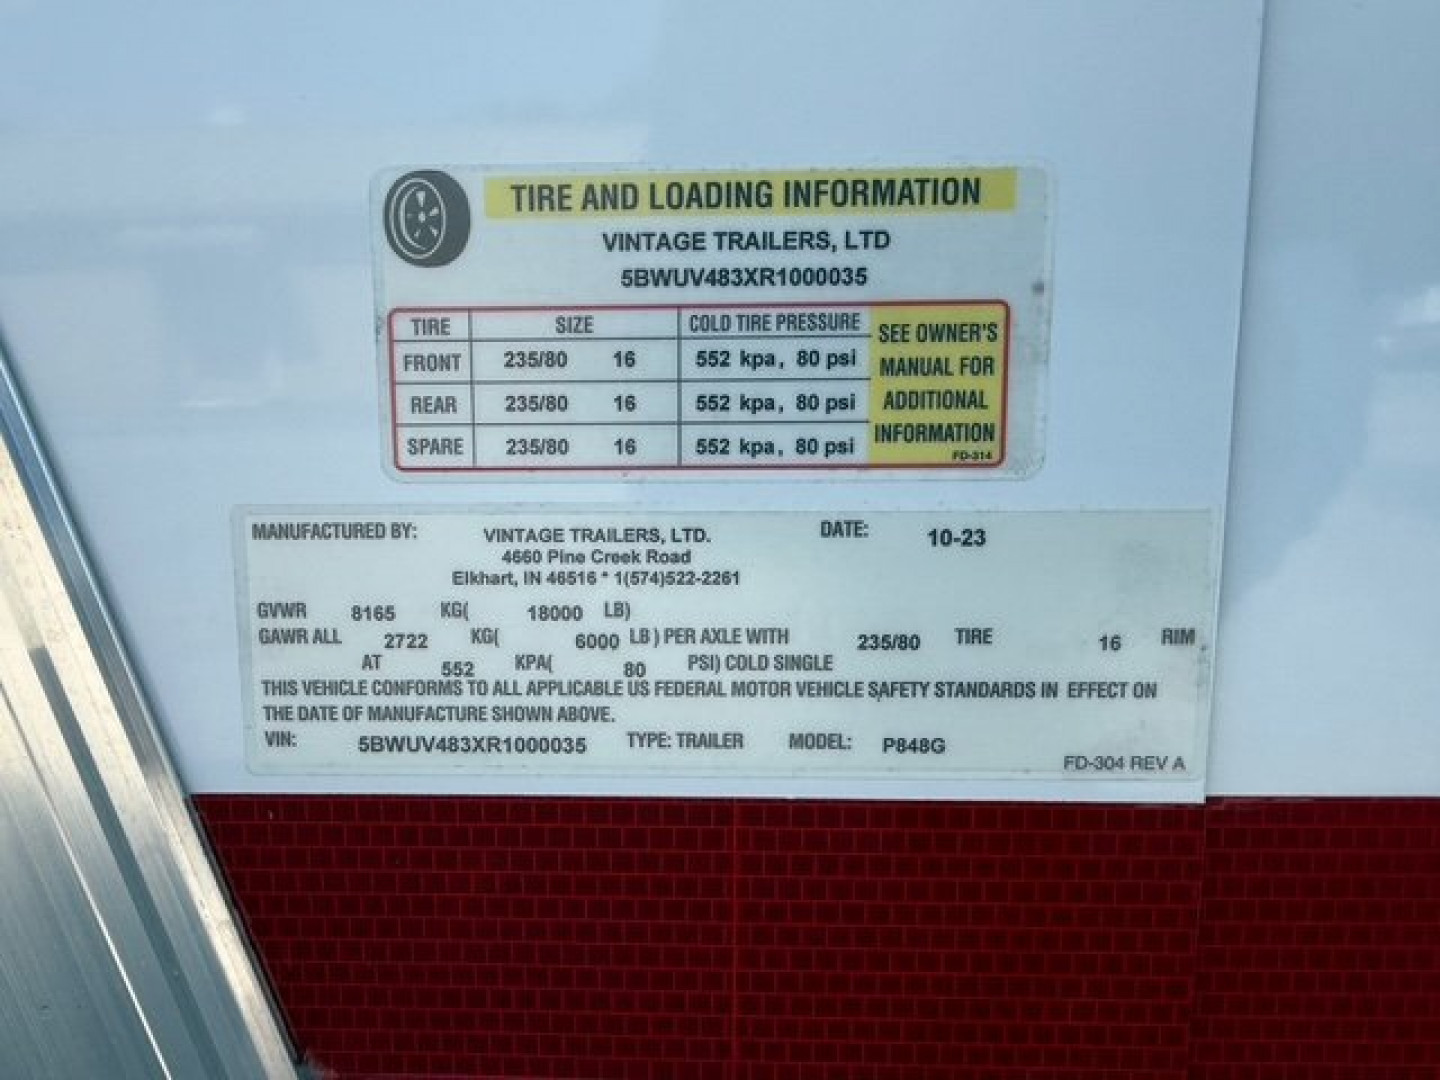 TIRE AND LOADING INFORMATION
VINTAGE TRAILERS, LTD
5BWUV483XR1000035
TIRE SIZE COLD TIRE PRESSURE
FRONT 235/80 16 552 kpa, 80 psi
REAR 235/80 16 552 kpa, 80 psi
SPARE 235/80 16 552 kpa, 80 psi
SEE OWNER'S
MANUAL FOR
ADDITIONAL
INFORMATION
FD-314
MANUFACTURED BY: VINTAGE TRAILERS, LTD. DATE: 10-23
4660 Pine Creek Road
Elkhart, IN 46516 * 1(574)522-2261
GVWR 8165 KG( 18000 LB)
GAWR ALL 2722 KG( 6000 LB) PER AXLE WITH 235/80 TIRE 16 RIM
AT 552 KPA( 80 PSI) COLD SINGLE
THIS VEHICLE CONFORMS TO ALL APPLICABLE US FEDERAL MOTOR VEHICLE SAFETY STANDARDS IN EFFECT ON
THE DATE OF MANUFACTURE SHOWN ABOVE.
VIN: 5BWUV483XR1000035 TYPE: TRAILER MODEL: P848G
FD-304 REV A